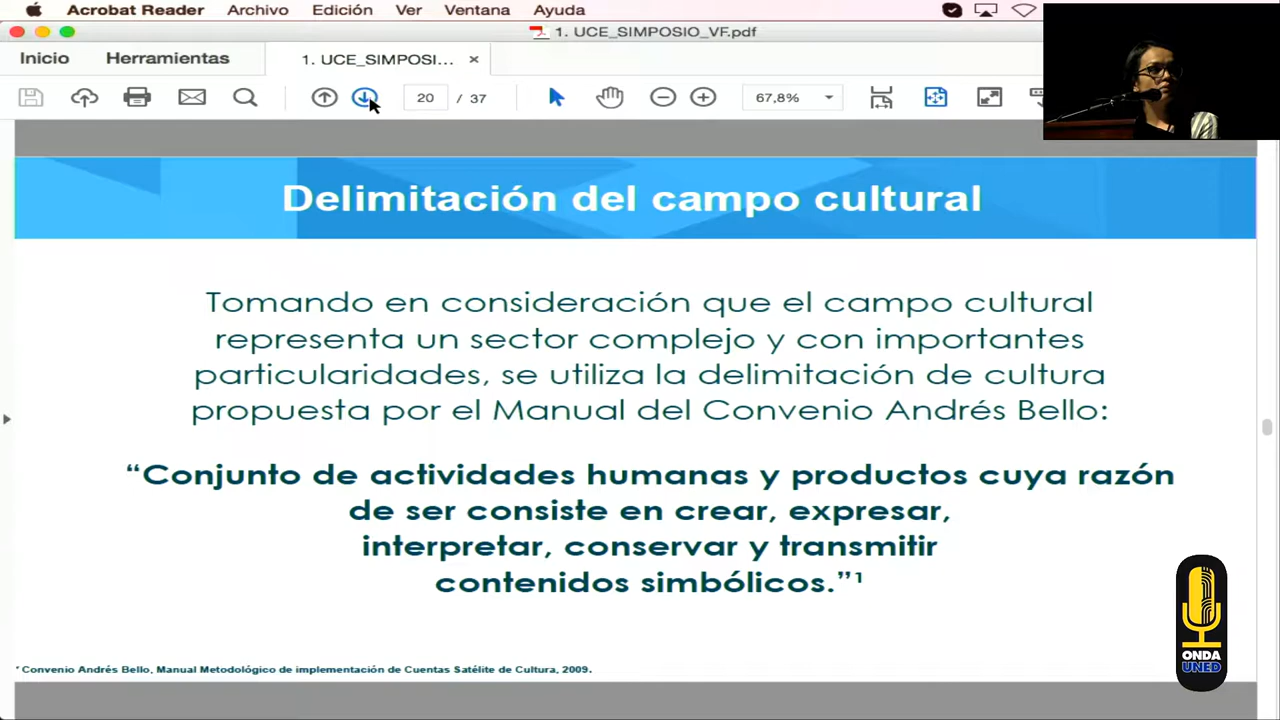 Acrobat Reader Archivo Edición Ver Ventana Ayuda
1. UCE_SIMPOSIO_VF.pdf
Inicio Herramientas 1. UCE_SIMPOSI... ×
20 / 37 67,8%
Delimitación del campo cultural
Tomando en consideración que el campo cultural
representa un sector complejo y con importantes
particularidades, se utiliza la delimitación de cultura
propuesta por el Manual del Convenio Andrés Bello:
“Conjunto de actividades humanas y productos cuya razón
de ser consiste en crear, expresar,
interpretar, conservar y transmitir
contenidos simbólicos.”¹
¹ Convenio Andrés Bello, Manual Metodológico de implementación de Cuentas Satélite de Cultura, 2009.
ONDA
UNED